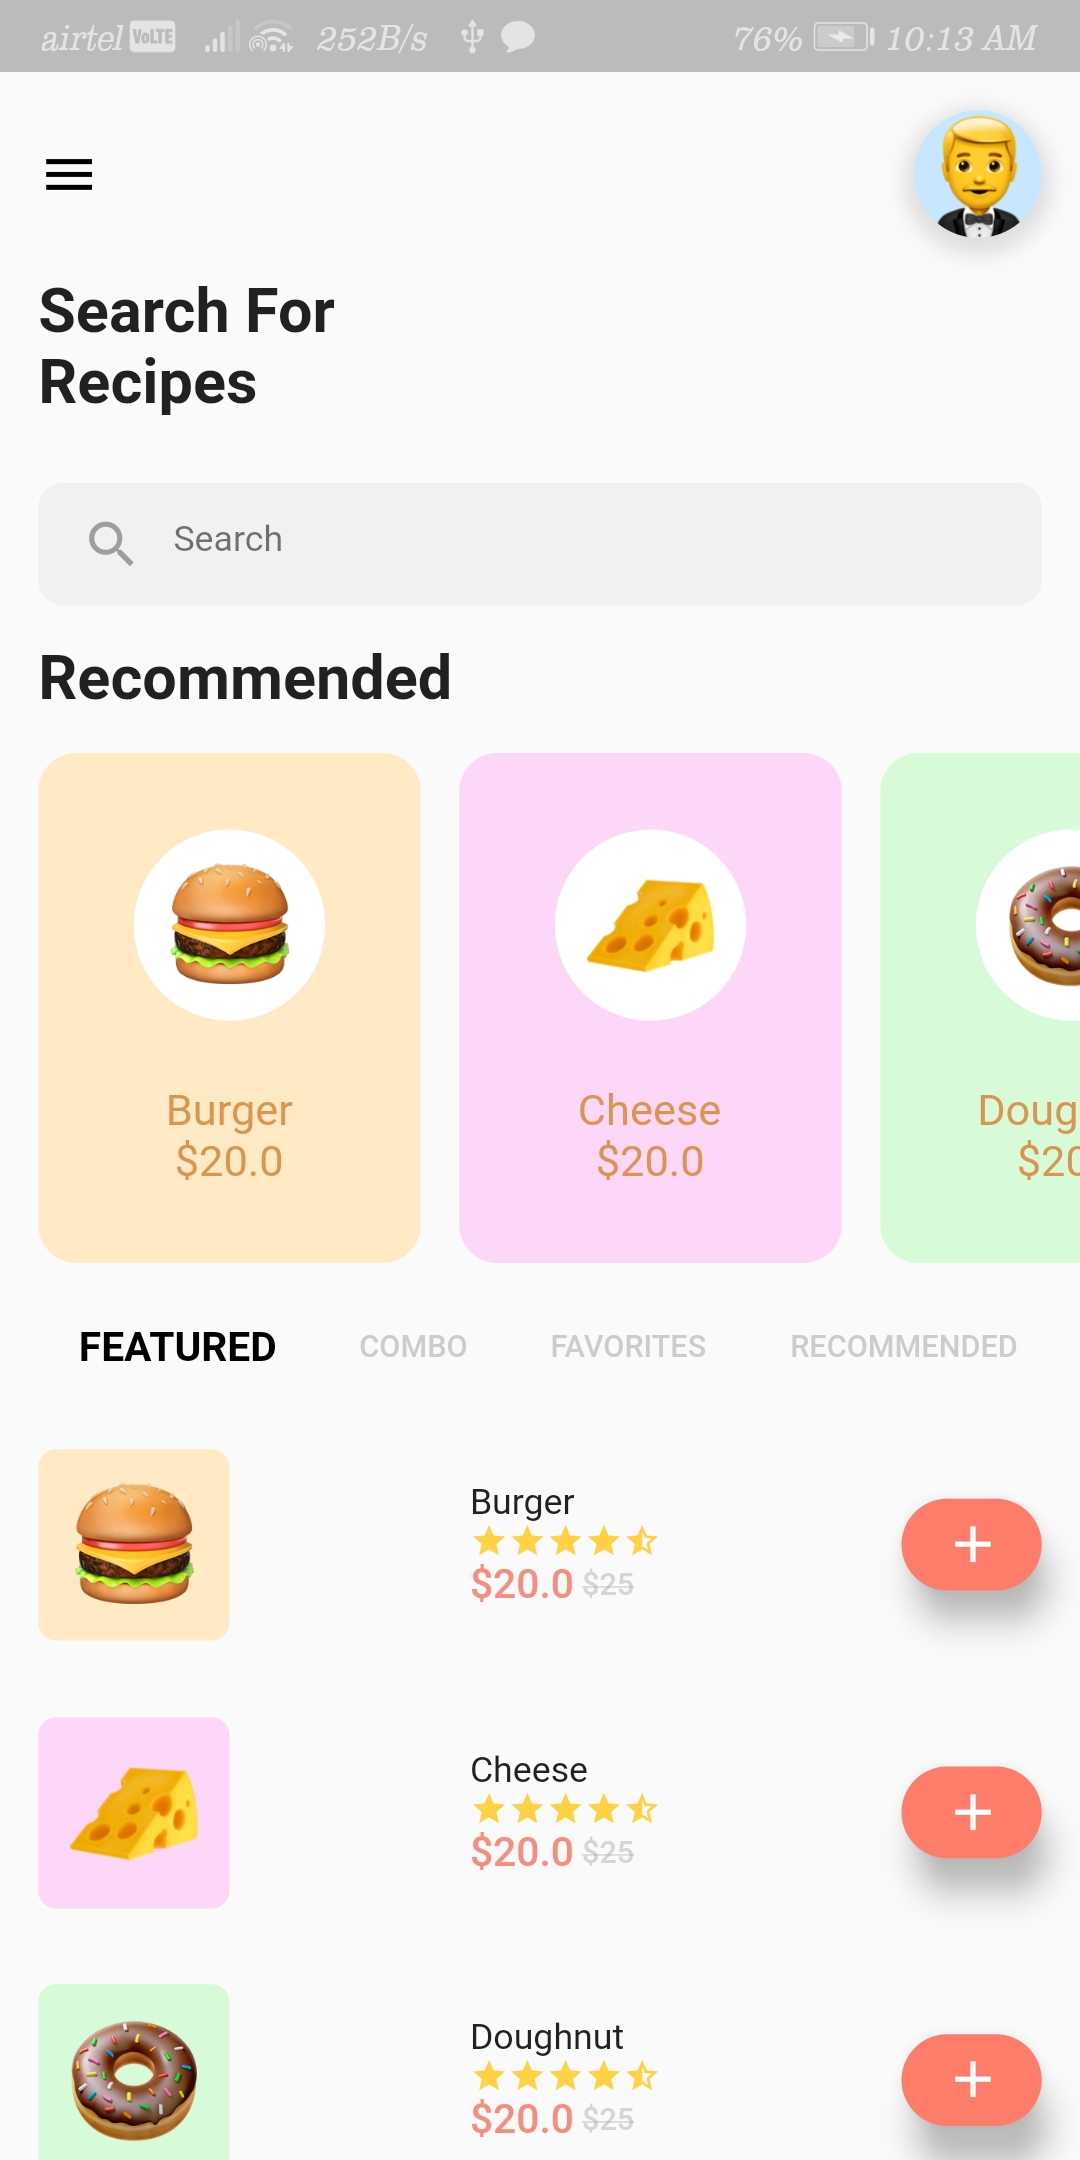 airtel VoLTE 252B/s 76% 10:13 AM
Search For
Recipes
Search
Recommended
Burger
$20.0
Cheese
$20.0
Doug
$20
FEATURED COMBO FAVORITES RECOMMENDED
Burger
$20.0 $25
Cheese
$20.0 $25
Doughnut
$20.0 $25